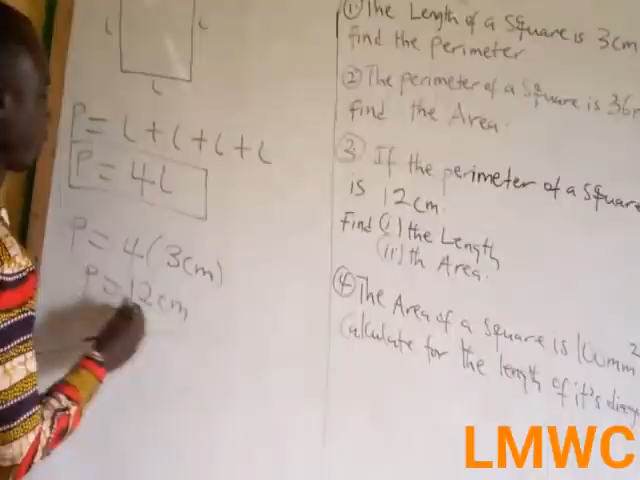 L
L
L
P = L + L + L + L
P = 4L
P = 4(3cm)
P = 12cm
① The Length of a Square is 3cm
find the perimeter
② The perimeter of a Square is 36
find the Area.
③ If the perimeter of a Square
is 12cm.
Find (i) the Length
(ii) th Area.
④ The Area of a Square is 100mm²
Calculate for the length of it's
LMWC